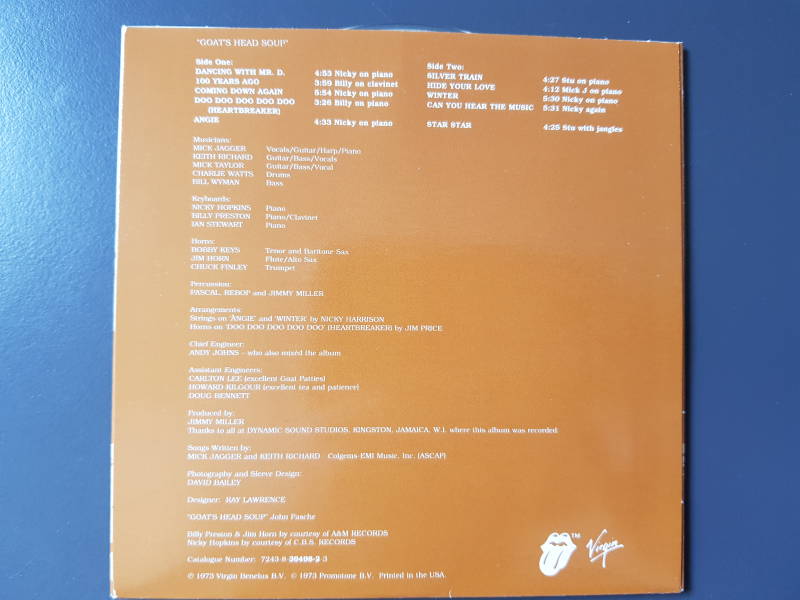 "GOAT'S HEAD SOUP"
Side One:
DANCING WITH MR. D. 4:53 Nicky on piano
100 YEARS AGO 3:59 Billy on clavinet
COMING DOWN AGAIN 5:54 Nicky on piano
DOO DOO DOO DOO DOO 3:26 Billy on piano
(HEARTBREAKER)
ANGIE 4:33 Nicky on piano
Side Two:
SILVER TRAIN 4:27 Stu on piano
HIDE YOUR LOVE 4:12 Mick J on piano
WINTER 5:30 Nicky on piano
CAN YOU HEAR THE MUSIC 5:31 Nicky again
STAR STAR 4:25 Stu with jangles
Musicians:
MICK JAGGER Vocals/Guitar/Harp/Piano
KEITH RICHARD Guitar/Bass/Vocals
MICK TAYLOR Guitar/Bass/Vocal
CHARLIE WATTS Drums
BILL WYMAN Bass
Keyboards:
NICKY HOPKINS Piano
BILLY PRESTON Piano/Clavinet
IAN STEWART Piano
Horns:
BOBBY KEYS Tenor and Baritone Sax
JIM HORN Flute/Alto Sax
CHUCK FINLEY Trumpet
Percussion:
PASCAL, REBOP and JIMMY MILLER
Arrangements:
Strings on 'ANGIE' and 'WINTER' by NICKY HARRISON
Horns on 'DOO DOO DOO DOO DOO' (HEARTBREAKER) by JIM PRICE
Chief Engineer:
ANDY JOHNS – who also mixed the album
Assistant Engineers:
CARLTON LEE (excellent Goat Patties)
HOWARD KILGOUR (excellent tea and patience)
DOUG BENNETT
Produced by:
JIMMY MILLER
Thanks to all at DYNAMIC SOUND STUDIOS, KINGSTON, JAMAICA, W.I. where this album was recorded.
Songs Written by:
MICK JAGGER and KEITH RICHARD Colgems-EMI Music, Inc. (ASCAP)
Photography and Sleeve Design:
DAVID BAILEY
Designer: RAY LAWRENCE
"GOAT'S HEAD SOUP" John Pasche
Billy Preston & Jim Horn by courtesy of A&M RECORDS
Nicky Hopkins by courtesy of C.B.S. RECORDS
Catalogue Number: 7243-8-39498-2-3
℗ 1973 Virgin Benelux B.V. © 1973 Promotone B.V. Printed in the USA.
TM
Virgin